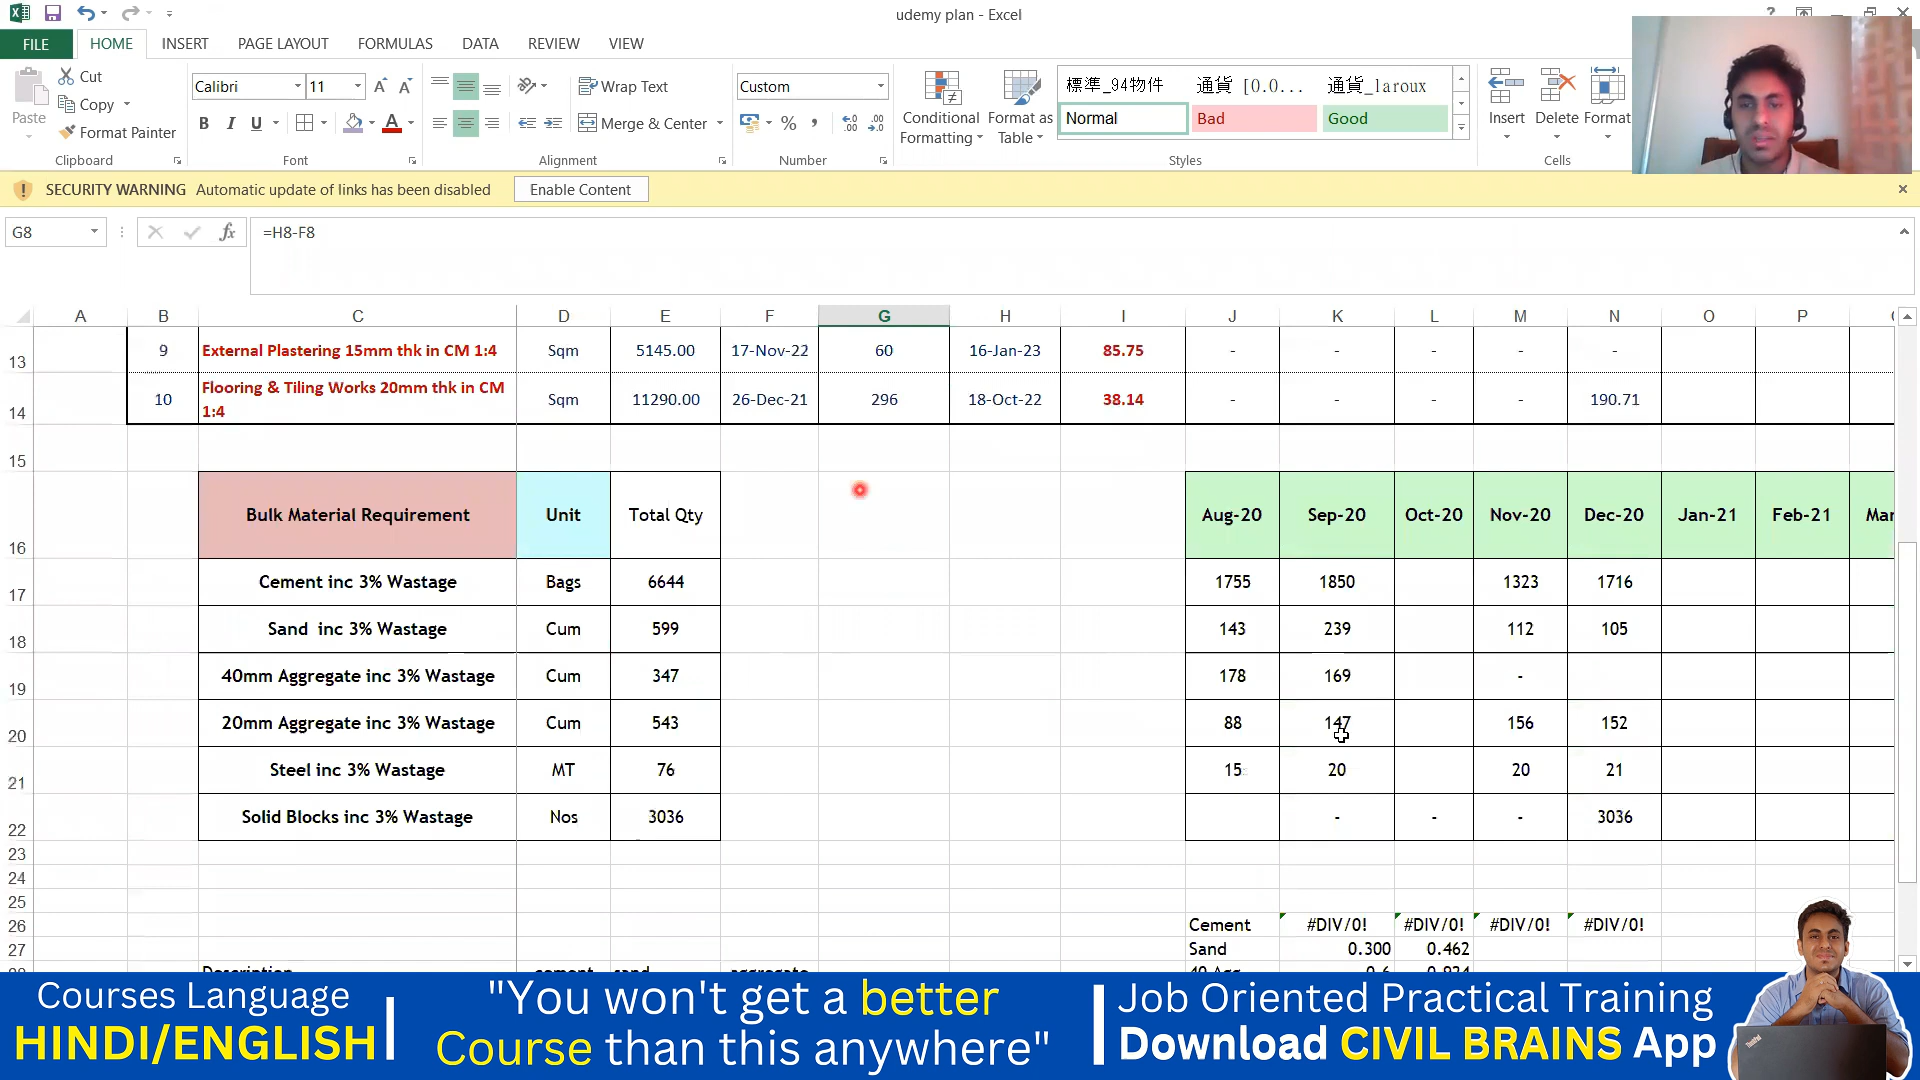 udemy plan - Excel
FILE HOME INSERT PAGE LAYOUT FORMULAS DATA REVIEW VIEW
Cut
Copy
Format Painter
Paste
Clipboard
Calibri 11
B I U
Font
Wrap Text
Merge & Center
Alignment
Custom
%
Number
Conditional Formatting
Format as Table
標準_94物件 通貨 [0.0... 通貨_laroux
Normal Bad Good
Styles
Insert Delete Format
Cells
SECURITY WARNING Automatic update of links has been disabled Enable Content
G8 fx =H8-F8
A B C D E F G H I J K L M N O P
13 9 External Plastering 15mm thk in CM 1:4 Sqm 5145.00 17-Nov-22 60 16-Jan-23 85.75 - - - - -
14 10 Flooring & Tiling Works 20mm thk in CM 1:4 Sqm 11290.00 26-Dec-21 296 18-Oct-22 38.14 - - - - 190.71
15
16 Bulk Material Requirement Unit Total Qty Aug-20 Sep-20 Oct-20 Nov-20 Dec-20 Jan-21 Feb-21 Mar
17 Cement inc 3% Wastage Bags 6644 1755 1850 1323 1716
18 Sand inc 3% Wastage Cum 599 143 239 112 105
19 40mm Aggregate inc 3% Wastage Cum 347 178 169 -
20 20mm Aggregate inc 3% Wastage Cum 543 88 147 156 152
21 Steel inc 3% Wastage MT 76 15 20 20 21
22 Solid Blocks inc 3% Wastage Nos 3036 - - - 3036
23
24
25
26 Cement #DIV/0! #DIV/0! #DIV/0! #DIV/0!
27 Sand 0.300 0.462
Courses Language
HINDI/ENGLISH
"You won't get a better
Course than this anywhere"
Job Oriented Practical Training
Download CIVIL BRAINS App